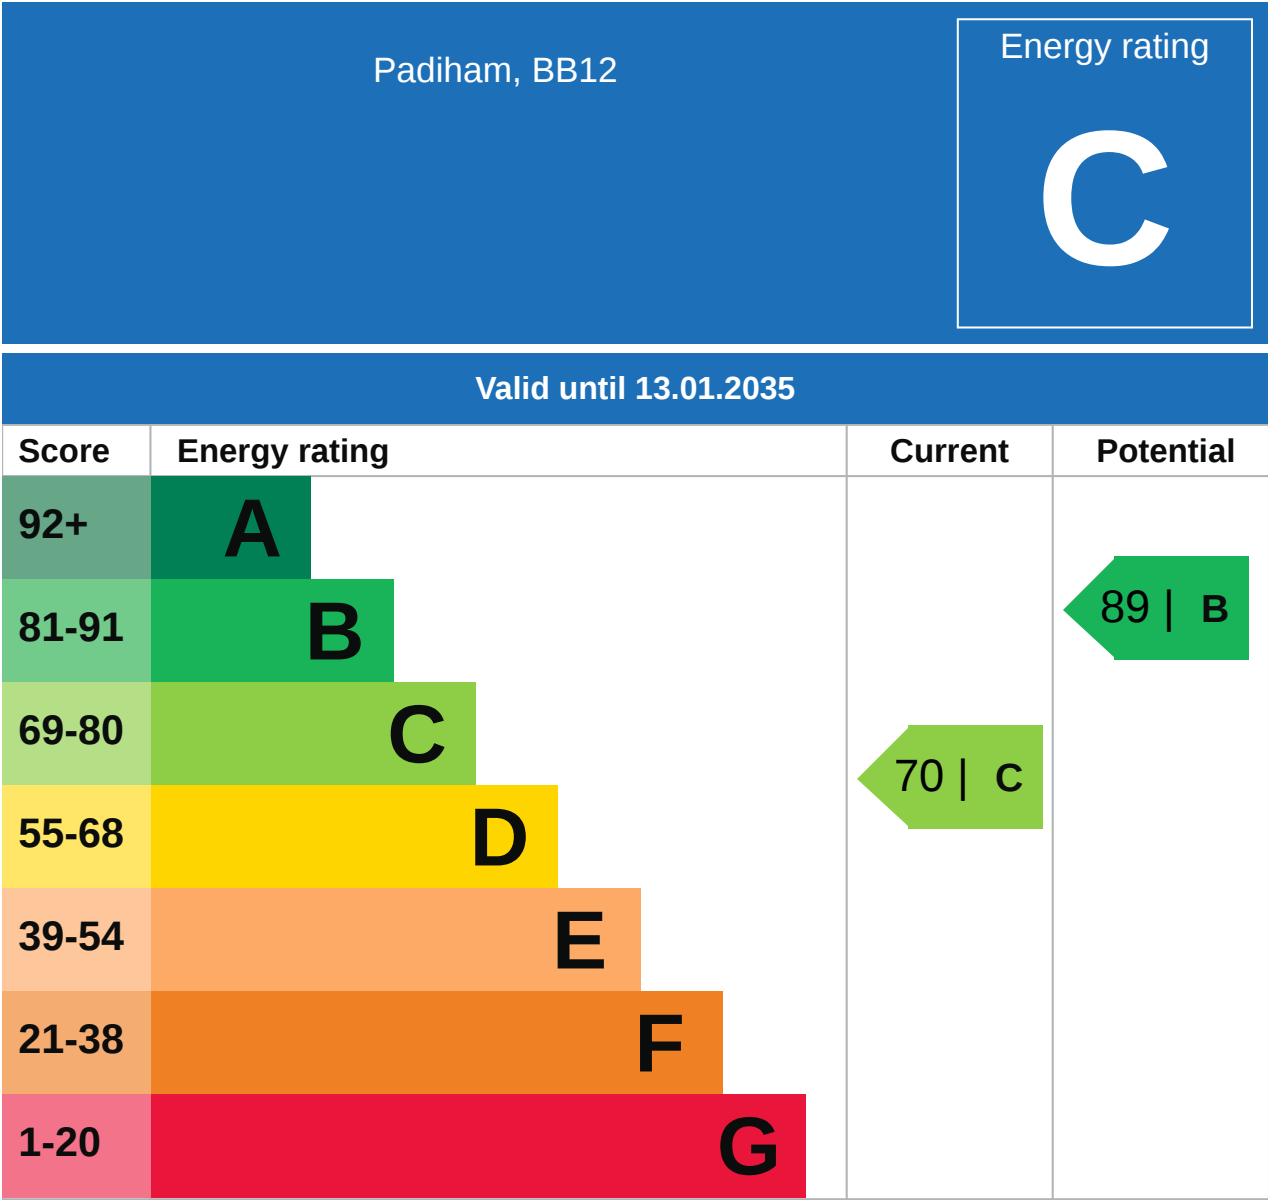 Padiham, BB12
Energy rating
C
Valid until 13.01.2035
Score Energy rating Current Potential
92+ A
81-91 B
89 | B
69-80 C
70 | C
55-68 D
39-54 E
21-38 F
1-20 G